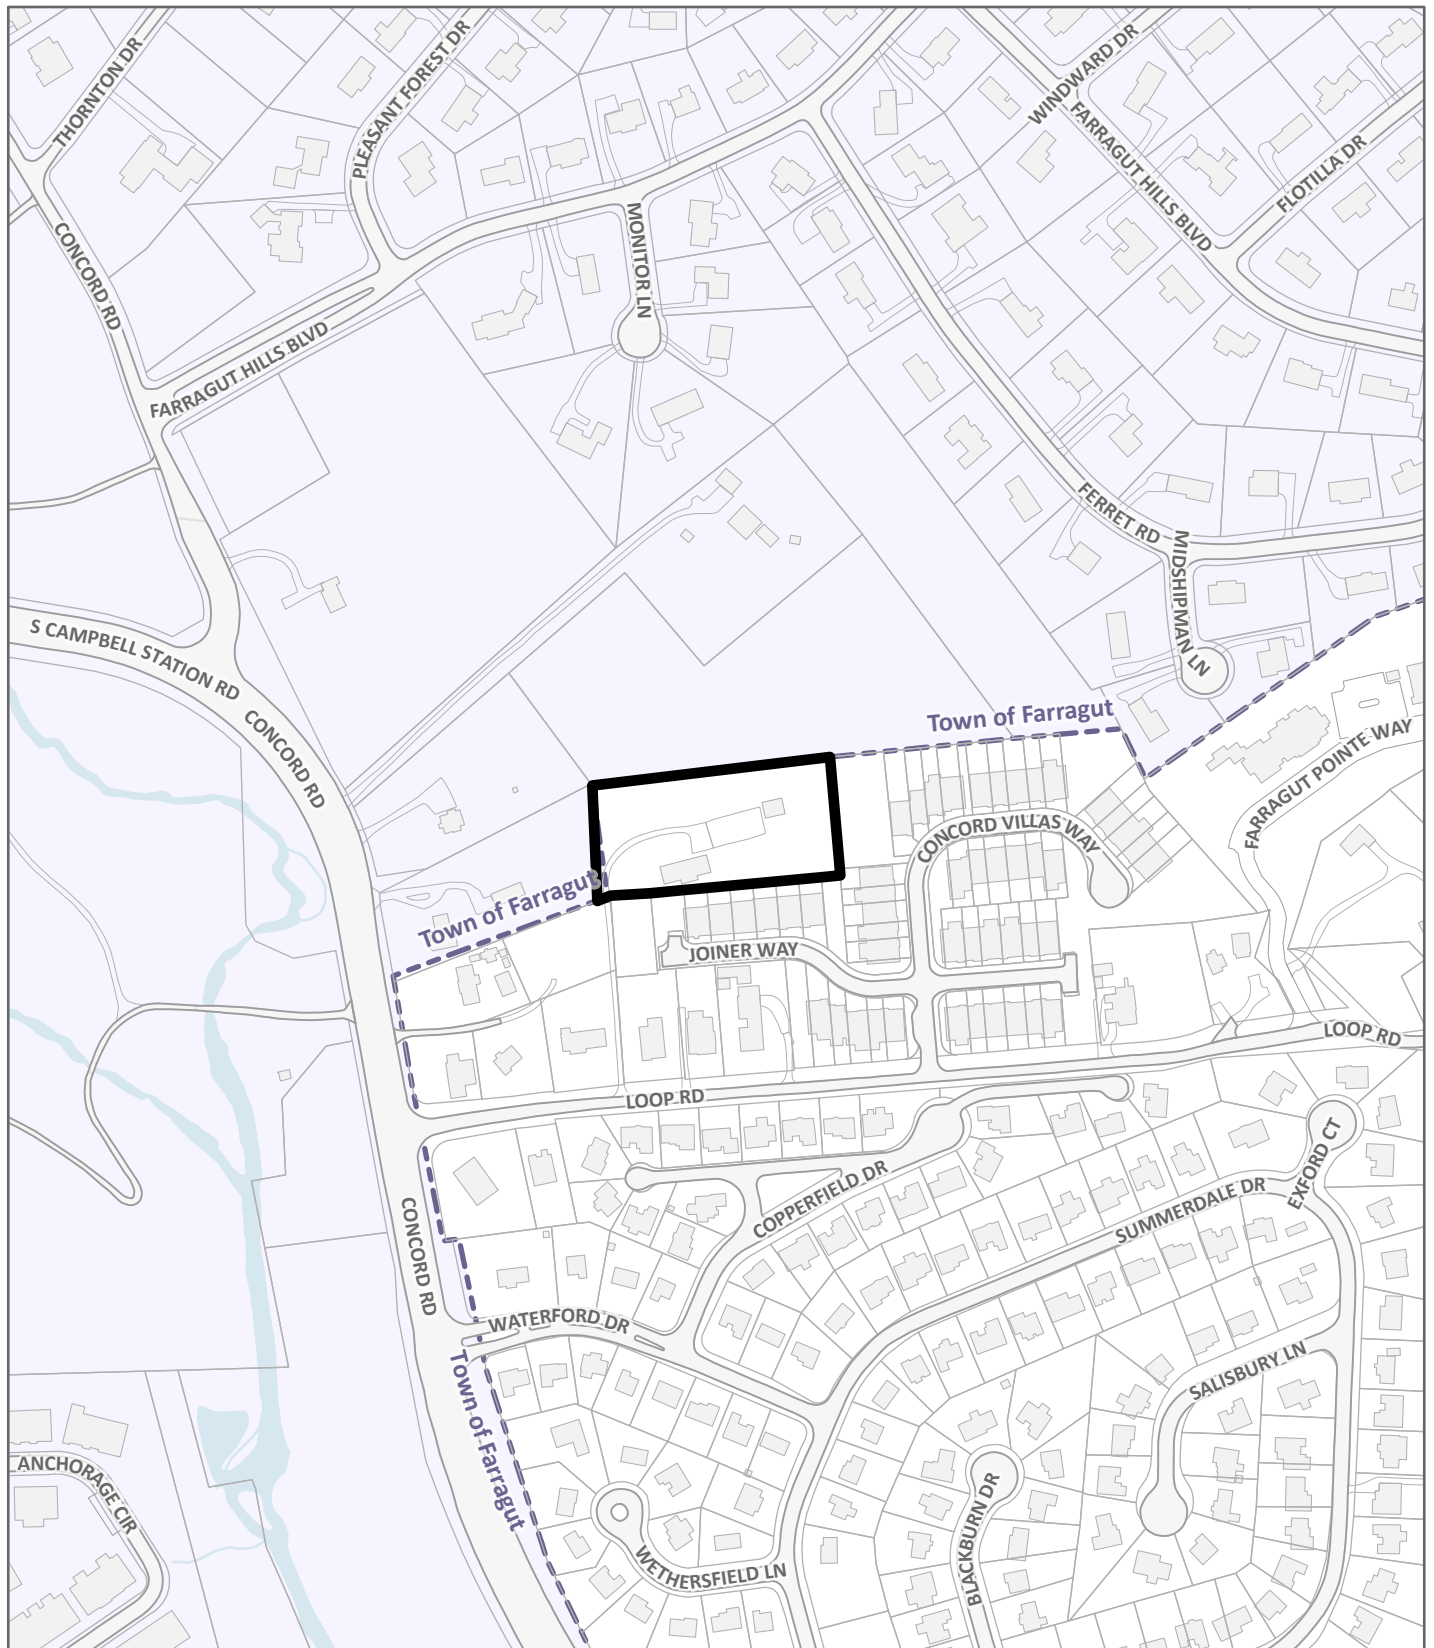 THORNTON DR
PLEASANT FOREST DR
WINDWARD DR
FARRAGUT HILLS BLVD
FLOTILLA DR
CONCORD RD
MONITOR LN
FARRAGUT HILLS BLVD
FERRET RD
MIDSHIPMAN LN
S CAMPBELL STATION RD
CONCORD RD
Town of Farragut
FARRAGUT POINTE WAY
CONCORD VILLAS WAY
Town of Farragut
JOINER WAY
LOOP RD
LOOP RD
COPPERFIELD DR
EXFORD CT
SUMMERDALE DR
CONCORD RD
WATERFORD DR
SALISBURY LN
Town of Farragut
ANCHORAGE CIR
BLACKBURN DR
WETHERSFIELD LN